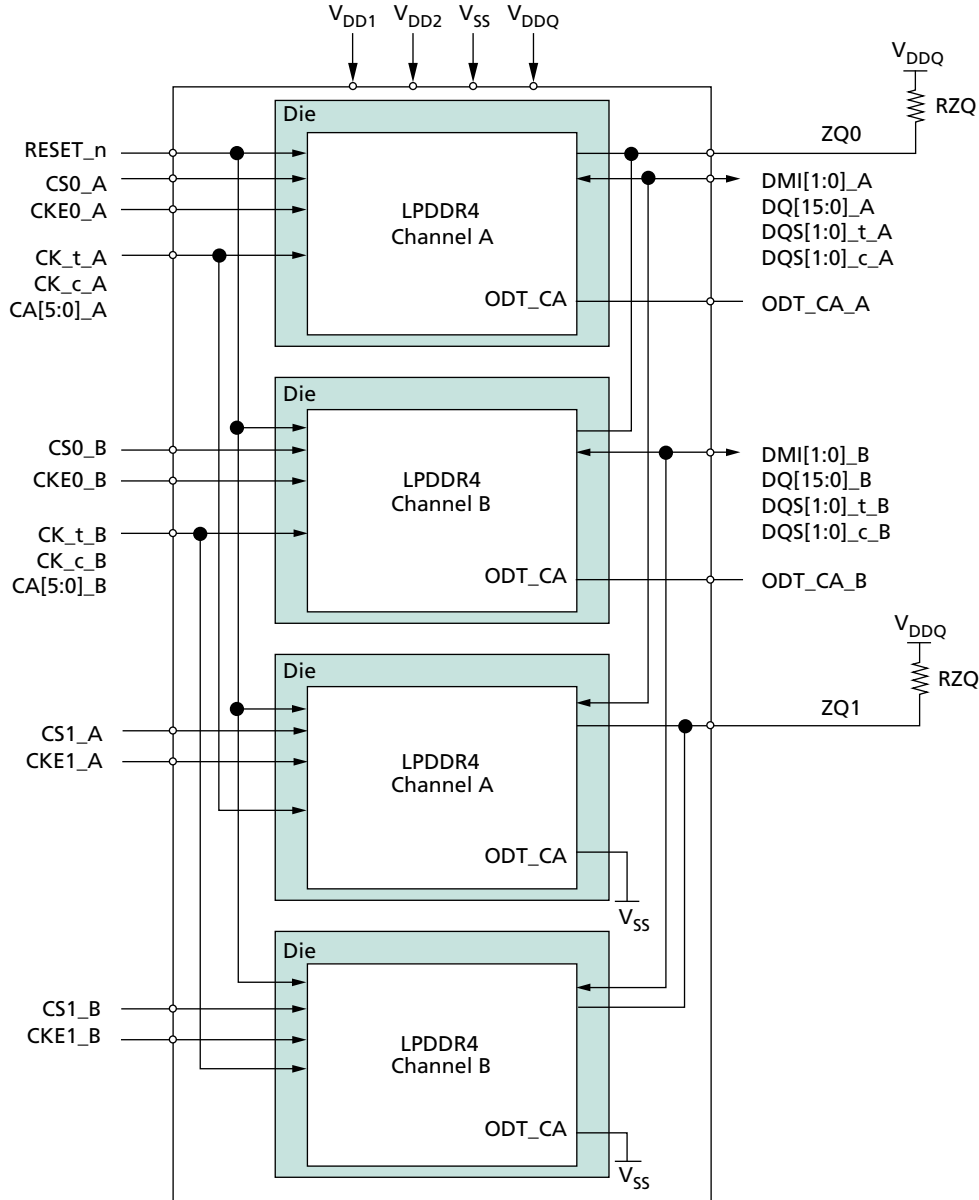 VDD1 VDD2 VSS VDDQ
VDDQ
RZQ
Die
RESET_n
ZQ0
CS0_A
DMI[1:0]_A
CKE0_A
DQ[15:0]_A
LPDDR4
Channel A
DQS[1:0]_t_A
CK_t_A
DQS[1:0]_c_A
CK_c_A
CA[5:0]_A
ODT_CA
ODT_CA_A
Die
CS0_B
DMI[1:0]_B
CKE0_B
DQ[15:0]_B
LPDDR4
Channel B
DQS[1:0]_t_B
CK_t_B
DQS[1:0]_c_B
CK_c_B
CA[5:0]_B
ODT_CA
ODT_CA_B
VDDQ
RZQ
Die
ZQ1
CS1_A
CKE1_A
LPDDR4
Channel A
ODT_CA
VSS
Die
CS1_B
CKE1_B
LPDDR4
Channel B
ODT_CA
VSS